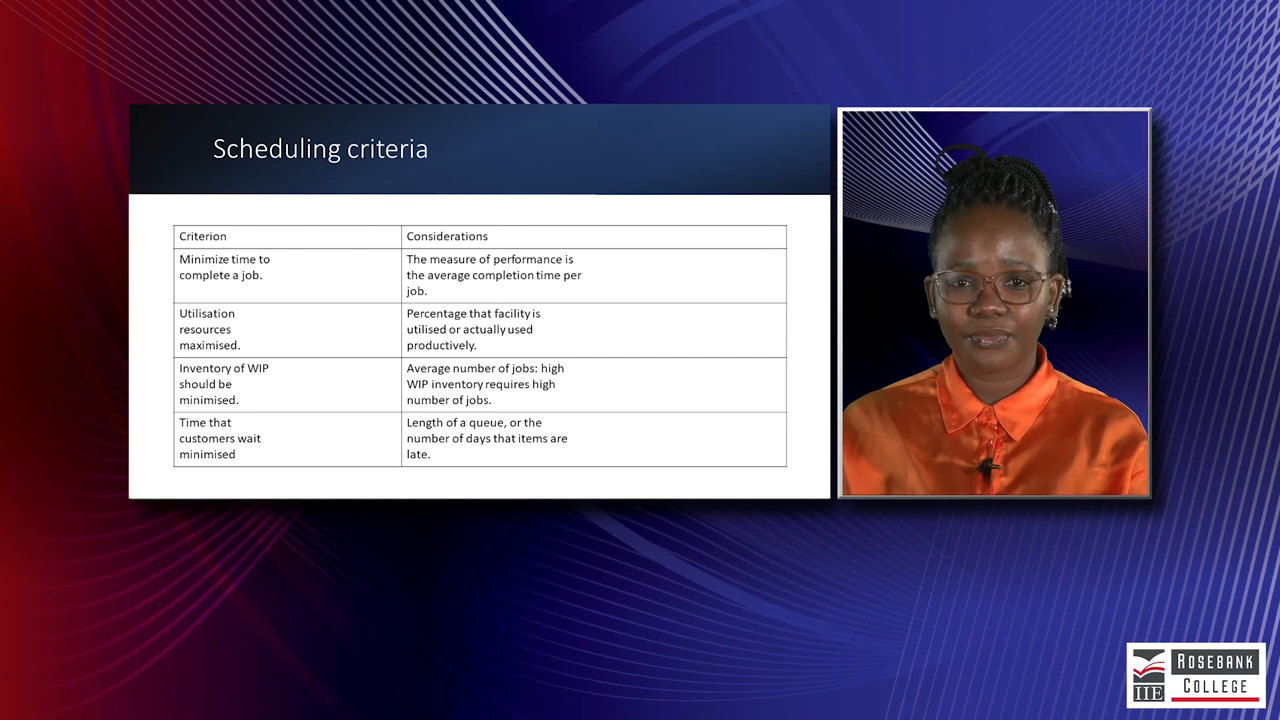 Scheduling criteria
Criterion
Considerations
Minimize time to
complete a job.
The measure of performance is
the average completion time per
job.
Utilisation
resources
maximised.
Percentage that facility is
utilised or actually used
productively.
Inventory of WIP
should be
minimised.
Average number of jobs: high
WIP inventory requires high
number of jobs.
Time that
customers wait
minimised
Length of a queue, or the
number of days that items are
late.
IIE
ROSEBANK
COLLEGE